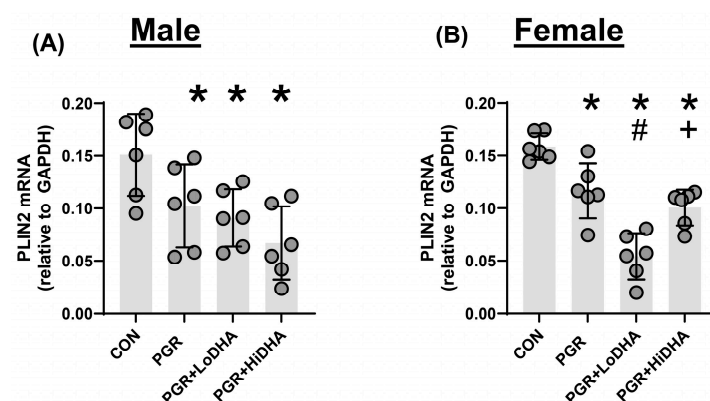 (A)
Male
PLIN2 mRNA
(relative to GAPDH)
* * *
0.20
0.15
0.10
0.05
0.00
CON
PGR
PGR+LoDHA
PGR+HiDHA
(B)
Female
PLIN2 mRNA
(relative to GAPDH)
* * *
# +
0.20
0.15
0.10
0.05
0.00
CON
PGR
PGR+LoDHA
PGR+HiDHA